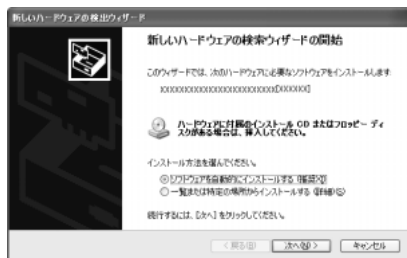 新しいハードウェアの検出ウィザード
新しいハードウェアの検索ウィザードの開始
このウィザードでは、次のハードウェアに必要なソフトウェアをインストールします:
ハードウェアに付属のインストール CD またはフロッピー ディ
スクがある場合は、挿入してください。
インストール方法を選んでください。
ソフトウェアを自動的にインストールする (推奨)(I)
一覧または特定の場所からインストールする (詳細)(S)
続行するには、[次へ] をクリックしてください。
< 戻る(B) 次へ(N) > キャンセル